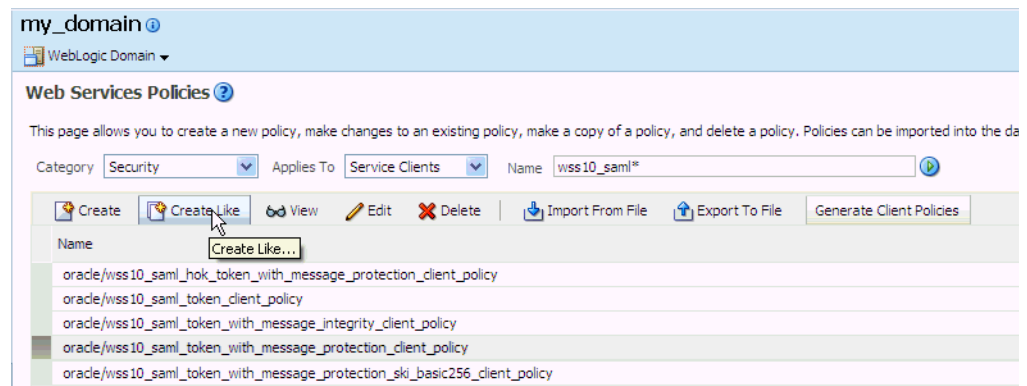 my_domain
WebLogic Domain
Web Services Policies
This page allows you to create a new policy, make changes to an existing policy, make a copy of a policy, and delete a policy. Policies can be imported into the da
Category Security Applies To Service Clients Name wss10_saml*
Create Create Like View Edit Delete Import From File Export To File Generate Client Policies
Name Create Like...
oracle/wss10_saml_hok_token_with_message_protection_client_policy
oracle/wss10_saml_token_client_policy
oracle/wss10_saml_token_with_message_integrity_client_policy
oracle/wss10_saml_token_with_message_protection_client_policy
oracle/wss10_saml_token_with_message_protection_ski_basic256_client_policy